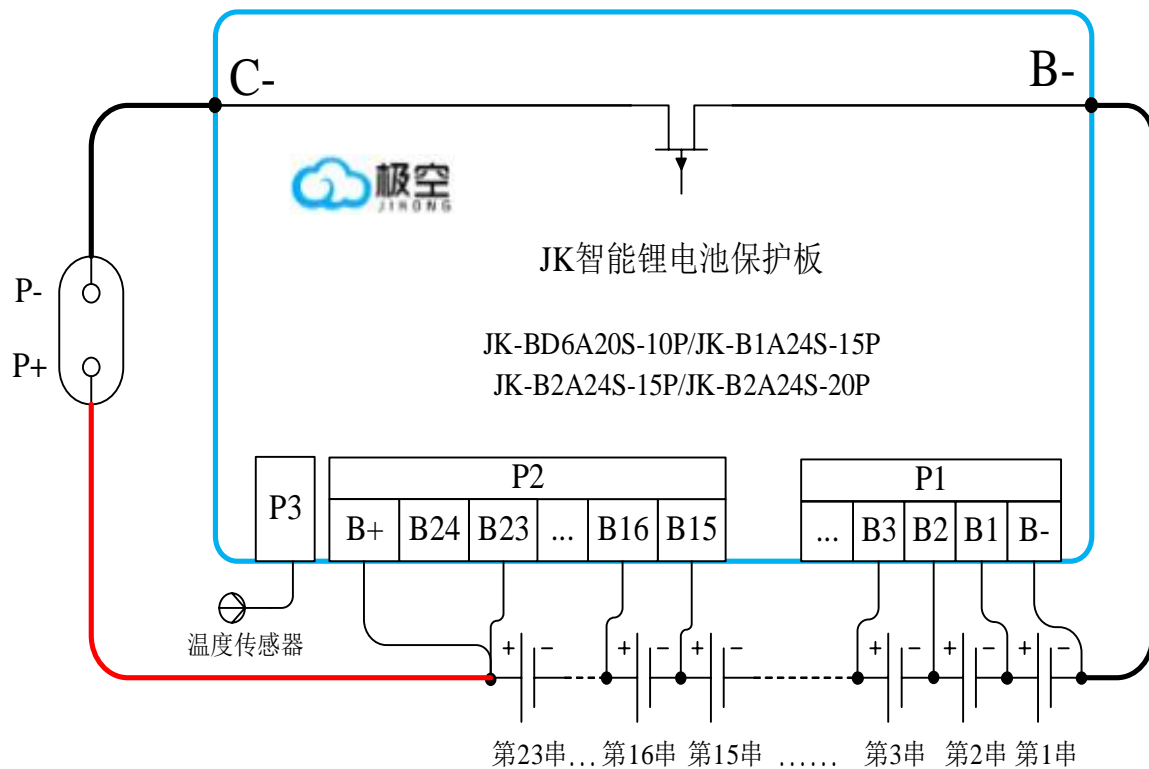 C-
B-
极空
JIKONG
JK智能锂电池保护板
P-
P+
JK-BD6A20S-10P/JK-B1A24S-15P
JK-B2A24S-15P/JK-B2A24S-20P
P3
P2
B+ B24 B23 ... B16 B15
P1
... B3 B2 B1 B-
温度传感器
+ − + − + − + − + − + −
第23串... 第16串 第15串 ...... 第3串 第2串 第1串